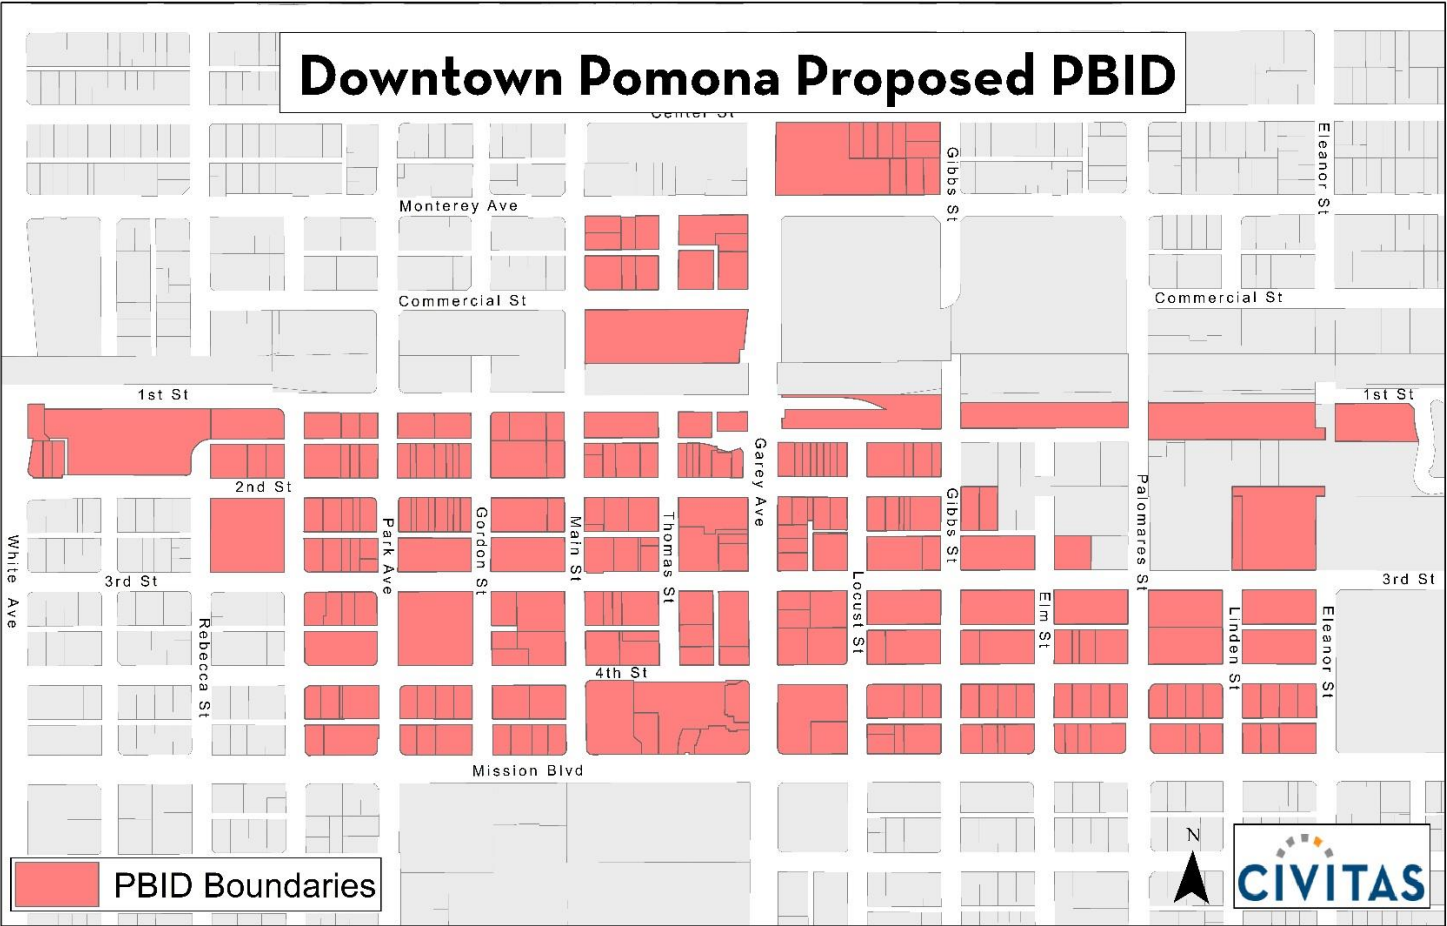 Downtown Pomona Proposed PBID
Center St
Gibbs St
Eleanor St
Monterey Ave
Commercial St
Commercial St
1st St
1st St
Garey Ave
2nd St
Palomares St
Gibbs St
Park Ave
Gordon St
Main St
Thomas St
White Ave
3rd St
3rd St
Locust St
Elm St
Linden St
Eleanor St
Rebecca St
4th St
Mission Blvd
N
PBID Boundaries
CIVITAS